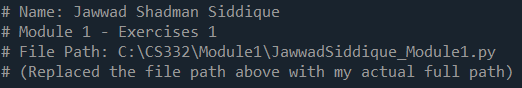 # Name: Jawwad Shadman Siddique
# Module 1 - Exercises 1
# File Path: C:\CS332\Module1\JawwadSiddique_Module1.py
# (Replaced the file path above with my actual full path)